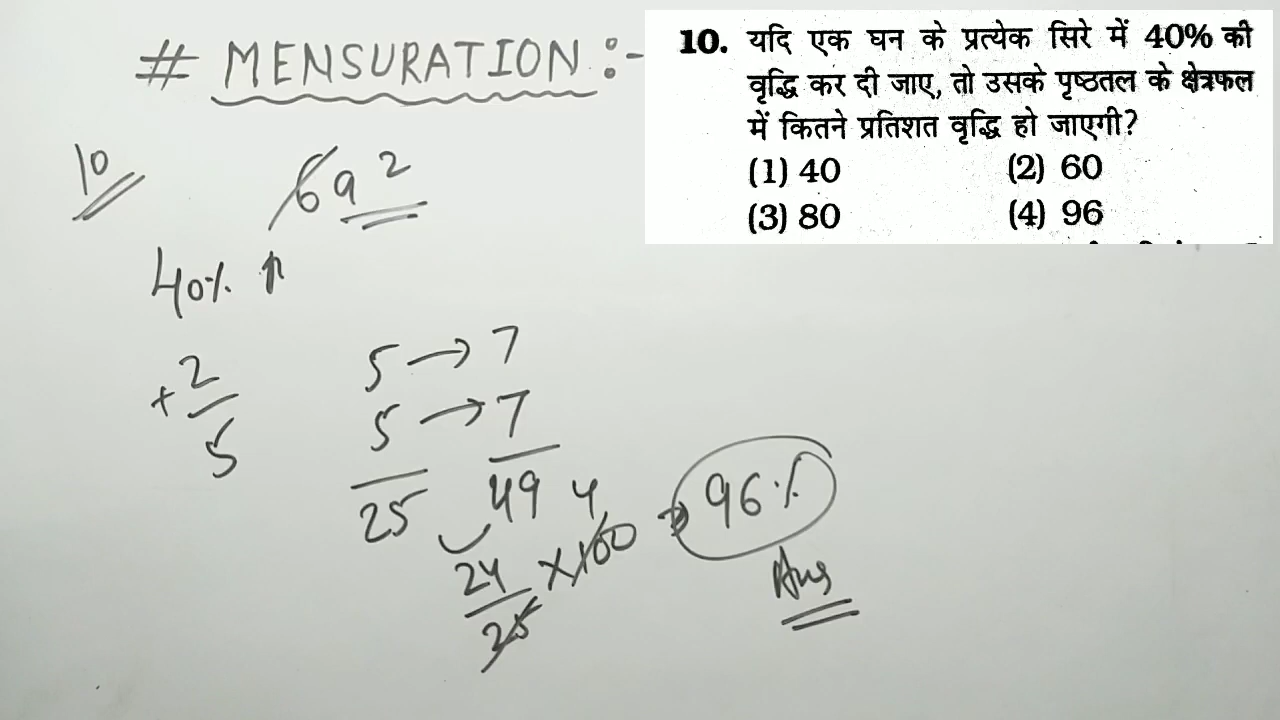 # MENSURATION :-
10. यदि एक घन के प्रत्येक सिरे में 40% की
वृद्धि कर दी जाए, तो उसके पृष्ठतल के क्षेत्रफल
में कितने प्रतिशत वृद्धि हो जाएगी?
(1) 40 (2) 60
(3) 80 (4) 96
10
6a²
40% ↑
+2/5
5 → 7
5 → 7
25 49
24/25 × 100 4
→ 96%
Ans